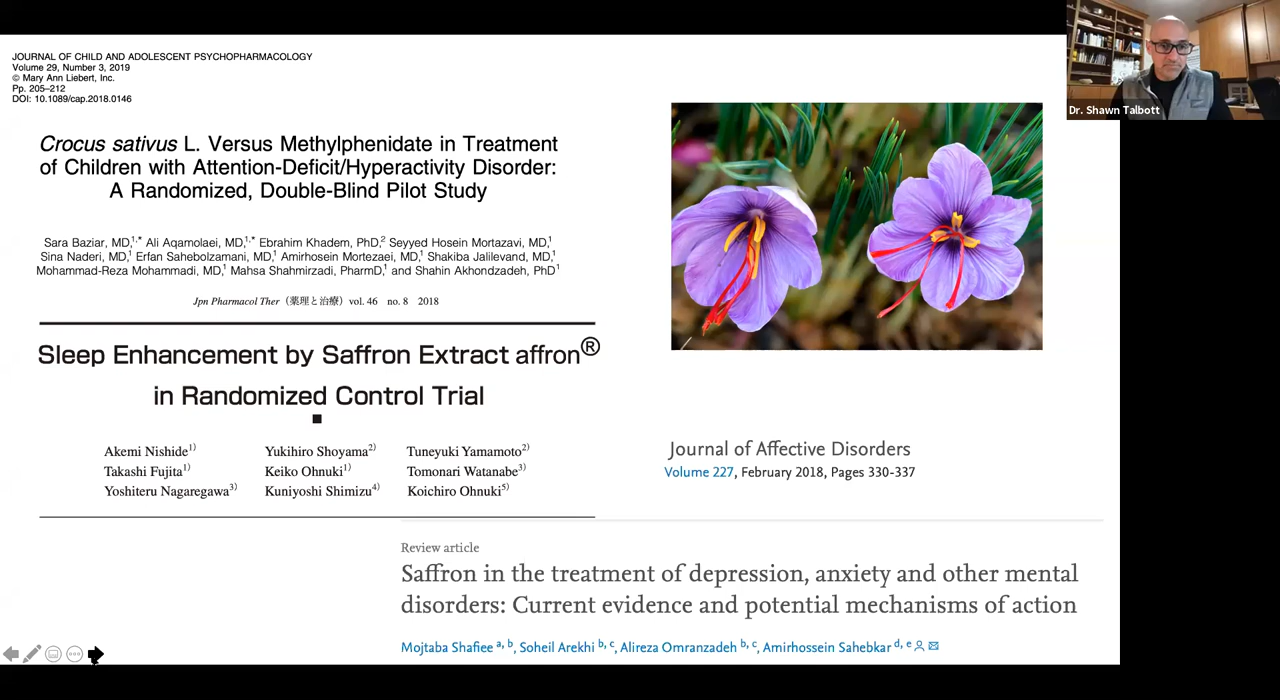 JOURNAL OF CHILD AND ADOLESCENT PSYCHOPHARMACOLOGY
Volume 29, Number 3, 2019
© Mary Ann Liebert, Inc.
Pp. 205–212
DOI: 10.1089/cap.2018.0146
Crocus sativus L. Versus Methylphenidate in Treatment
of Children with Attention-Deficit/Hyperactivity Disorder:
A Randomized, Double-Blind Pilot Study
Sara Baziar, MD,1,* Ali Aqamolaei, MD,1,* Ebrahim Khadem, PhD,2 Seyyed Hosein Mortazavi, MD,1
Sina Naderi, MD,1 Erfan Sahebolzamani, MD,1 Amirhosein Mortezaei, MD,1 Shakiba Jalilevand, MD,1
Mohammad-Reza Mohammadi, MD,1 Mahsa Shahmirzadi, PharmD,1 and Shahin Akhondzadeh, PhD1
Jpn Pharmacol Ther(薬理と治療)vol. 46 no. 8 2018
Sleep Enhancement by Saffron Extract affron®
in Randomized Control Trial
Akemi Nishide1) Yukihiro Shoyama2) Tuneyuki Yamamoto2)
Takashi Fujita1) Keiko Ohnuki1) Tomonari Watanabe3)
Yoshiteru Nagaregawa3) Kuniyoshi Shimizu4) Koichiro Ohnuki5)
Dr. Shawn Talbott
Journal of Affective Disorders
Volume 227, February 2018, Pages 330-337
Review article
Saffron in the treatment of depression, anxiety and other mental
disorders: Current evidence and potential mechanisms of action
Mojtaba Shafiee a, b, Soheil Arekhi b, c, Alireza Omranzadeh b, c, Amirhossein Sahebkar d, e